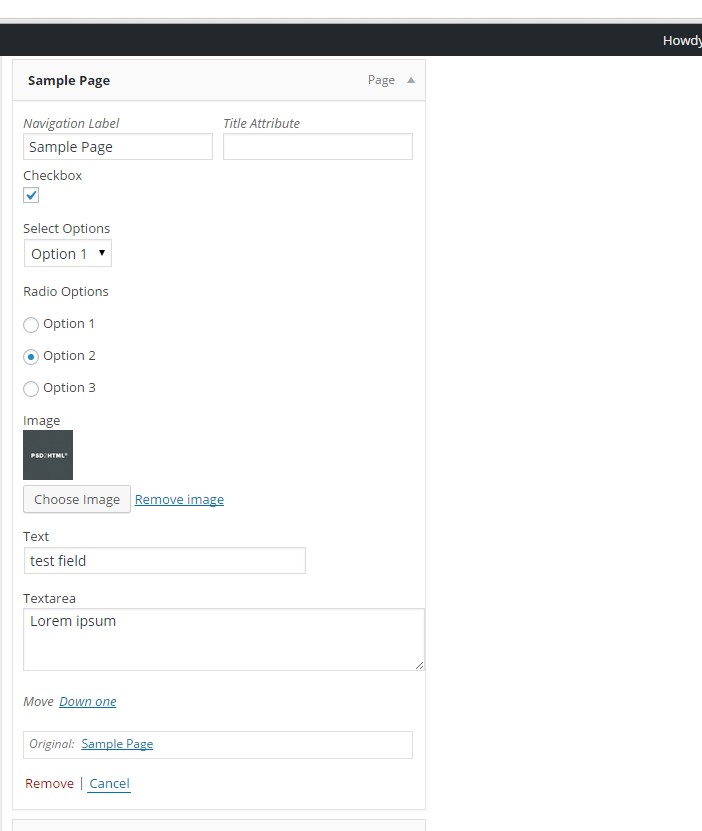 Howdy
Sample Page Page
Navigation Label Title Attribute
Sample Page
Checkbox
Select Options
Option 1
Radio Options
Option 1
Option 2
Option 3
Image
PSD2HTML®
Choose Image Remove image
Text
test field
Textarea
Lorem ipsum
Move Down one
Original: Sample Page
Remove | Cancel